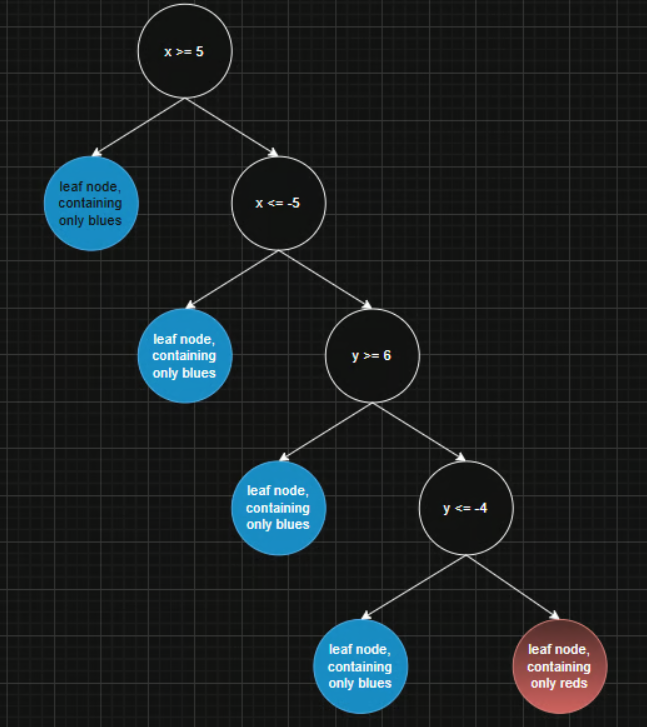 x >= 5
leaf node,
containing
only blues
x <= -5
leaf node,
containing
only blues
y >= 6
leaf node,
containing
only blues
y <= -4
leaf node,
containing
only blues
leaf node,
containing
only reds